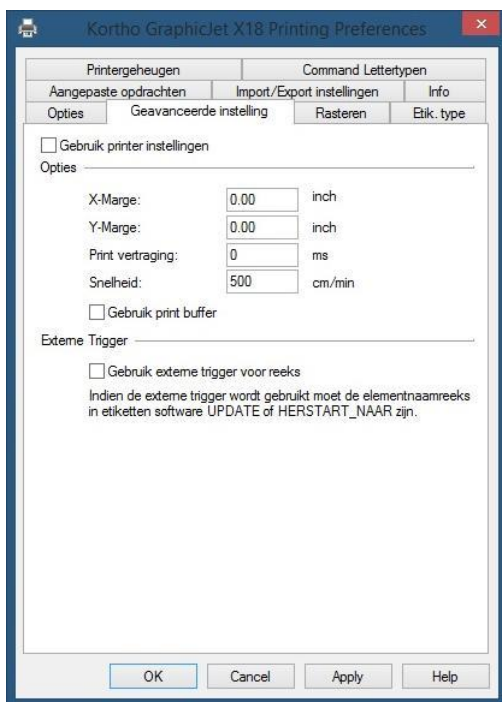 Kortho GraphicJet X18 Printing Preferences
Printergeheugen
Command Lettertypen
Aangepaste opdrachten
Import/Export instellingen
Info
Opties
Geavanceerde instelling
Rasteren
Etik. type
Gebruik printer instellingen
Opties
X-Marge: 0.00 inch
Y-Marge: 0.00 inch
Print vertraging: 0 ms
Snelheid: 500 cm/min
Gebruik print buffer
Externe Trigger
Gebruik externe trigger voor reeks
Indien de externe trigger wordt gebruikt moet de elementnaamreeks
in etiketten software UPDATE of HERSTART_NAAR zijn.
OK
Cancel
Apply
Help